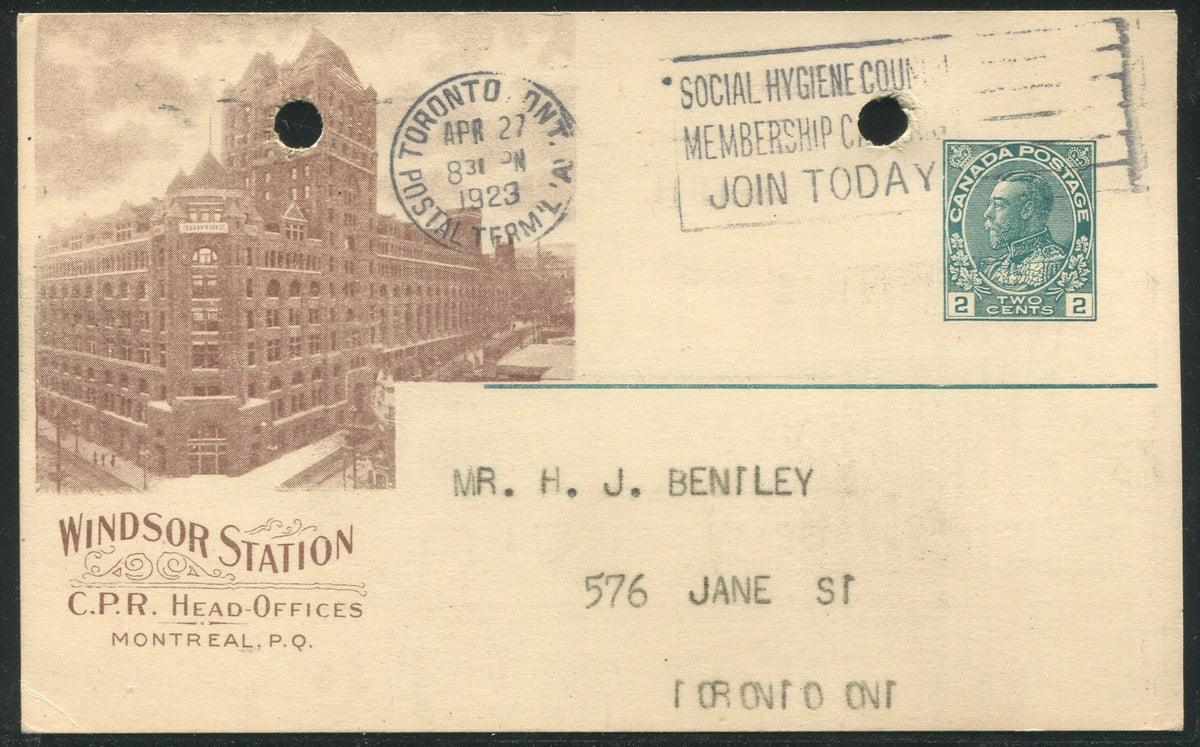 TORONTO, ONT.
APR 27
830 PM
1923
POSTAL TERM'L 'A'
SOCIAL HYGIENE
MEMBERSHIP
JOIN TODAY
CANADA POSTAGE
2 TWO CENTS 2
WINDSOR STATION
C.P.R. HEAD-OFFICES
MONTREAL, P.Q.
MR. H. J. BENTLEY
576 JANE ST
TORONTO ONT